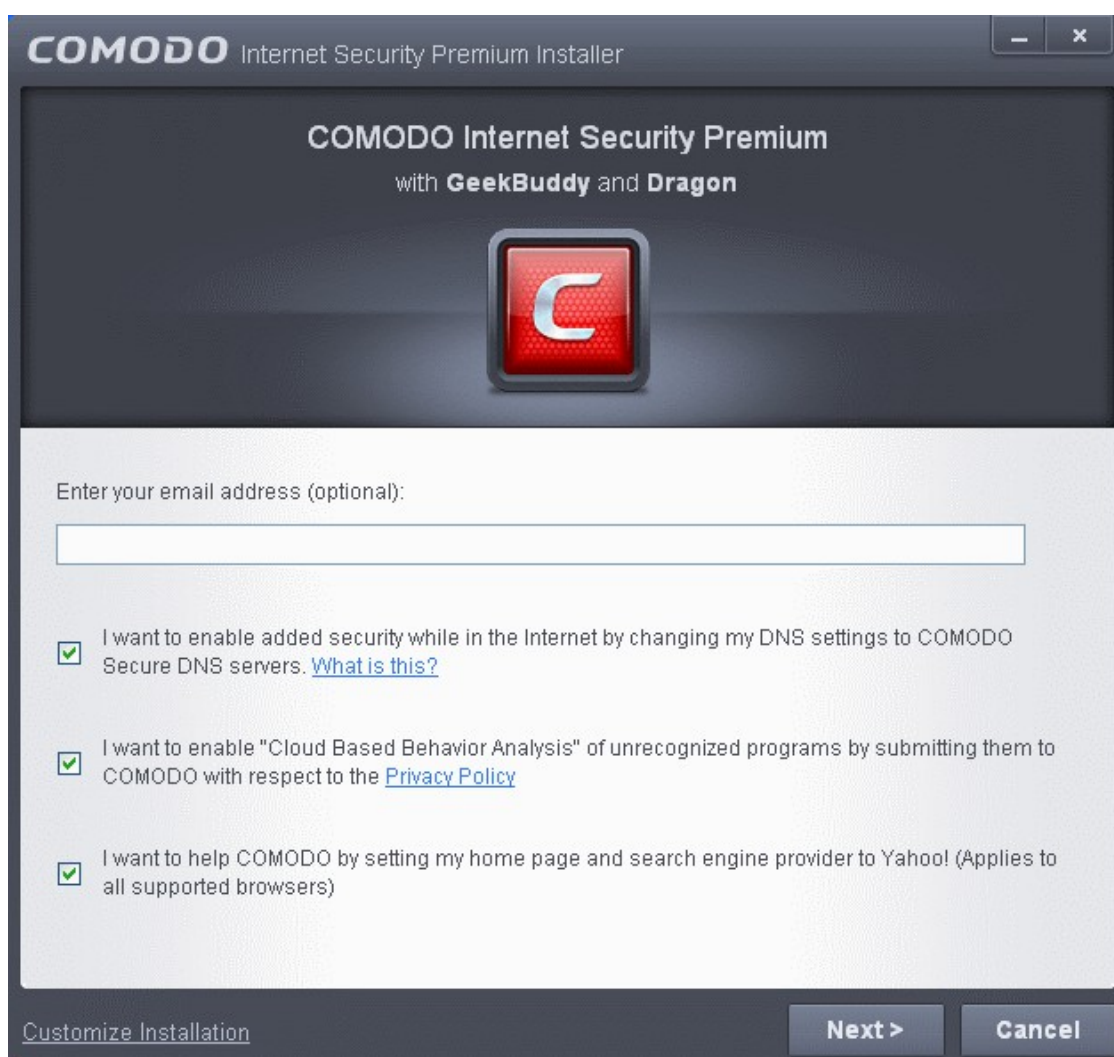 COMODO Internet Security Premium Installer
COMODO Internet Security Premium
with GeekBuddy and Dragon
C
Enter your email address (optional):
I want to enable added security while in the Internet by changing my DNS settings to COMODO
Secure DNS servers. What is this?
I want to enable "Cloud Based Behavior Analysis" of unrecognized programs by submitting them to
COMODO with respect to the Privacy Policy
I want to help COMODO by setting my home page and search engine provider to Yahoo! (Applies to
all supported browsers)
Customize Installation
Next >
Cancel